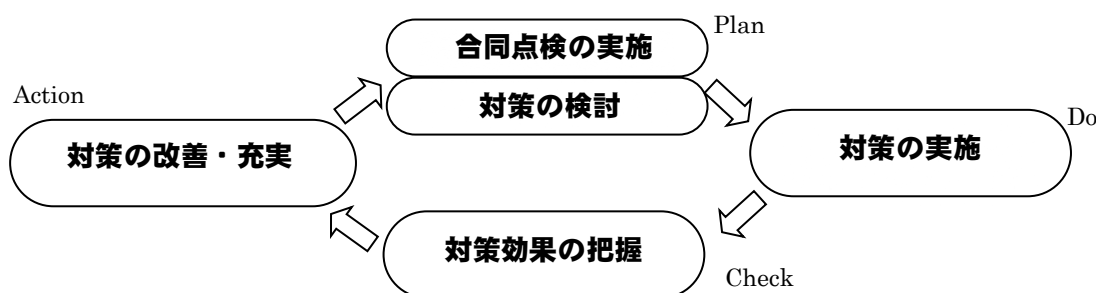 合同点検の実施
Plan
対策の検討
Action
対策の改善・充実
Do
対策の実施
対策効果の把握
Check